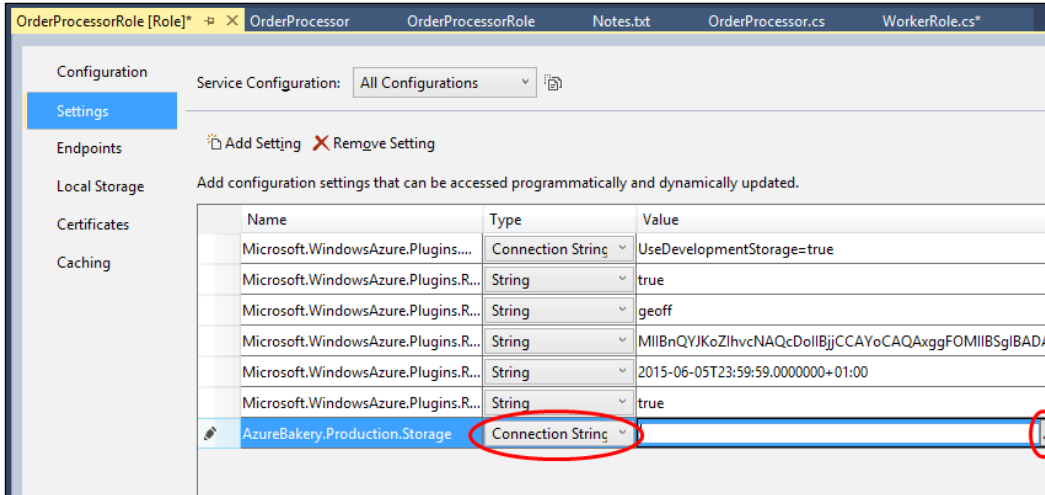 OrderProcessorRole [Role]* OrderProcessor OrderProcessorRole Notes.txt OrderProcessor.cs WorkerRole.cs*
Configuration
Service Configuration: All Configurations
Settings
Add Setting Remove Setting
Endpoints
Local Storage
Add configuration settings that can be accessed programmatically and dynamically updated.
Certificates
Name Type Value
Caching
Microsoft.WindowsAzure.Plugins.... Connection String UseDevelopmentStorage=true
Microsoft.WindowsAzure.Plugins.R... String true
Microsoft.WindowsAzure.Plugins.R... String geoff
Microsoft.WindowsAzure.Plugins.R... String
Microsoft.WindowsAzure.Plugins.R... String 2015-06-05T23:59:59.0000000+01:00
Microsoft.WindowsAzure.Plugins.R... String true
AzureBakery.Production.Storage Connection String